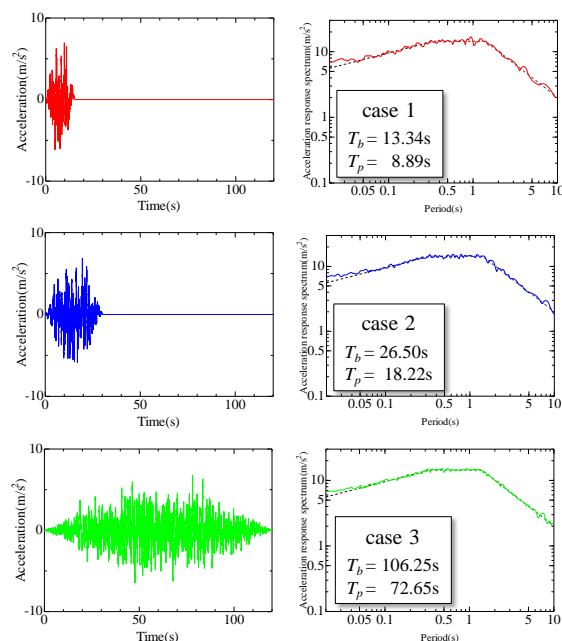 10
0
-10
0
50
100
Time(s)
Acceleration(m/s²)
10
5
1
0.5
0.1
0.05 0.1 0.5 1 5 10
Period(s)
Acceleration response spectrum(m/s²)
case 1
T_b = 13.34s
T_p = 8.89s
10
0
-10
0
50
100
Time(s)
Acceleration(m/s²)
10
5
1
0.5
0.1
0.05 0.1 0.5 1 5 10
Period(s)
Acceleration response spectrum(m/s²)
case 2
T_b = 26.50s
T_p = 18.22s
10
0
-10
0
50
100
Time(s)
Acceleration(m/s²)
10
5
1
0.5
0.1
0.05 0.1 0.5 1 5 10
Period(s)
Acceleration response spectrum(m/s²)
case 3
T_b = 106.25s
T_p = 72.65s